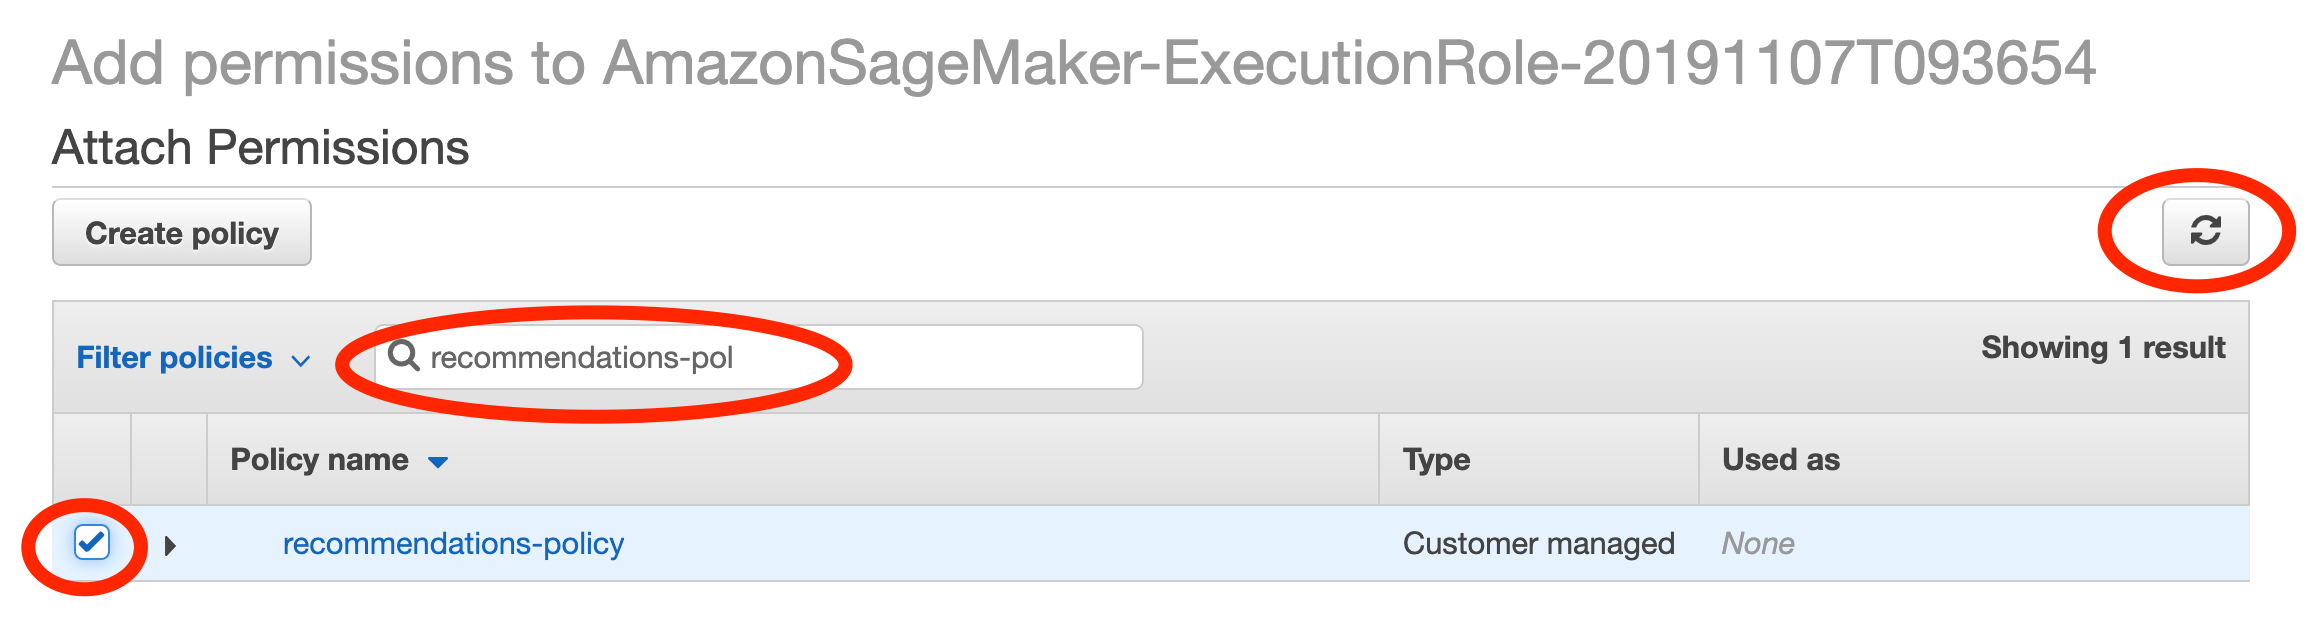 Add permissions to AmazonSageMaker-ExecutionRole-20191107T093654
Attach Permissions
Create policy
Filter policies recommendations-pol Showing 1 result
Policy name Type Used as
recommendations-policy Customer managed None